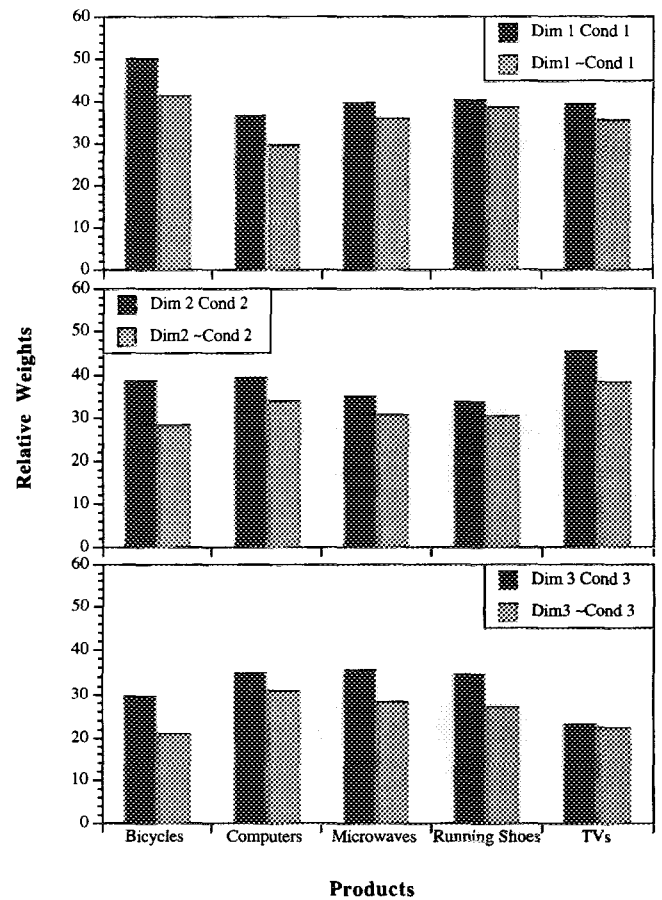 60
50
40
30
20
10
0
Dim 1 Cond 1
Dim1 ~Cond 1
60
50
40
30
20
10
0
Dim 2 Cond 2
Dim2 ~Cond 2
60
50
40
30
20
10
0
Dim 3 Cond 3
Dim3 ~Cond 3
Relative Weights
Bicycles Computers Microwaves Running Shoes TVs
Products